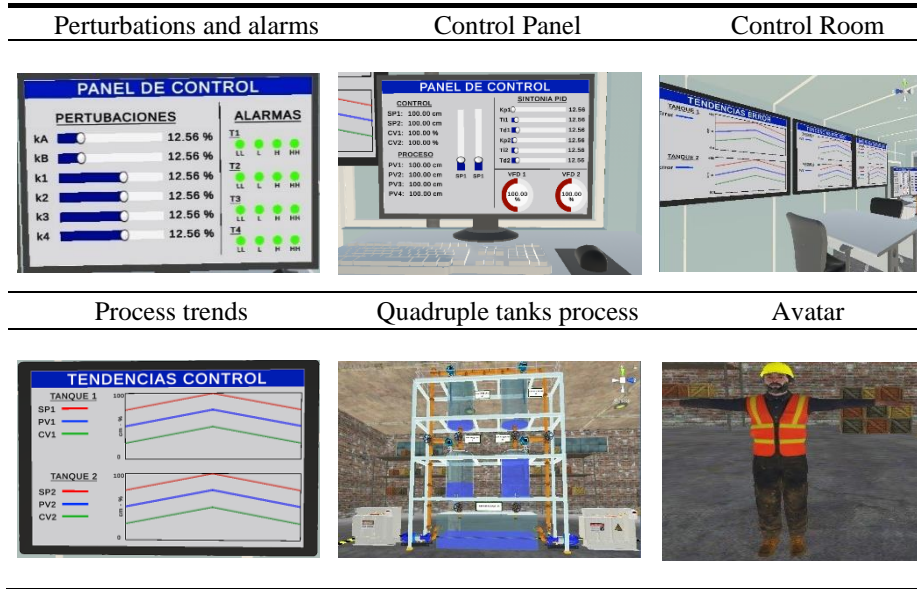 Perturbations and alarms
Control Panel
Control Room
PANEL DE CONTROL
PERTUBACIONES
ALARMAS
kA 12.56 %
kB 12.56 %
k1 12.56 %
k2 12.56 %
k3 12.56 %
k4 12.56 %
T1
LL L H HH
T2
LL L H HH
T3
LL L H HH
T4
LL L H HH
PANEL DE CONTROL
CONTROL
SP1: 100.00 cm
SP2: 100.00 cm
CV1: 100.00 %
CV2: 100.00 %
PROCESO
PV1: 100.00 cm
PV2: 100.00 cm
PV3: 100.00 cm
PV4: 100.00 cm
SP1 SP1
SINTONIA PID
Kp1 12.56
Ti1 12.56
Td1 12.56
Kp2 12.56
Ti2 12.56
Td2 12.56
VFD 1 VFD 2
100.00 % 100.00 %
TENDENCIAS ERROR
TANQUE 1
TANQUE 2
Process trends
Quadruple tanks process
Avatar
TENDENCIAS CONTROL
TANQUE 1
SP1
PV1
CV1
100
cm - %
0
TANQUE 2
SP2
PV2
CV2
100
cm - %
0